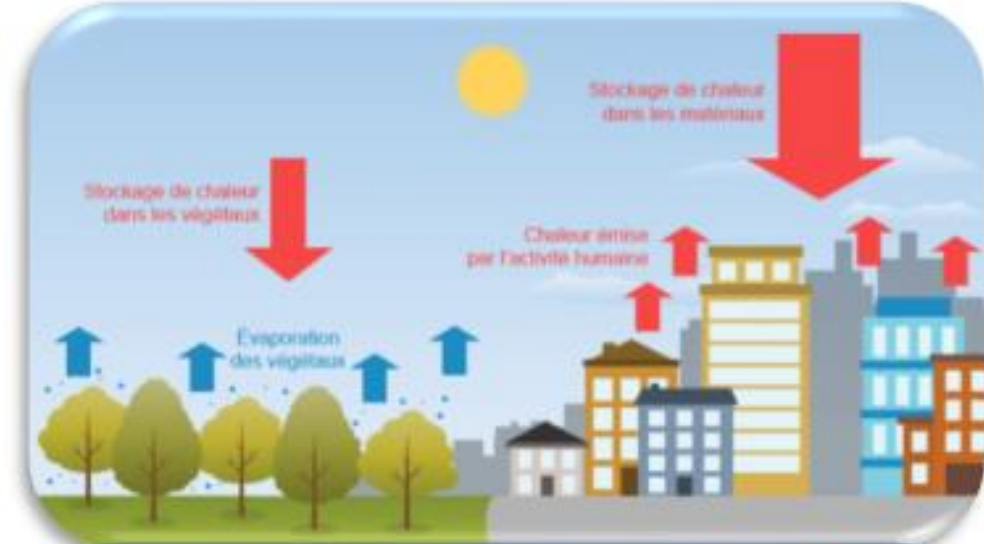 Stockage de chaleur
dans les matériaux
Stockage de chaleur
dans les végétaux
Chaleur émise
par l'activité humaine
Évaporation
des végétaux